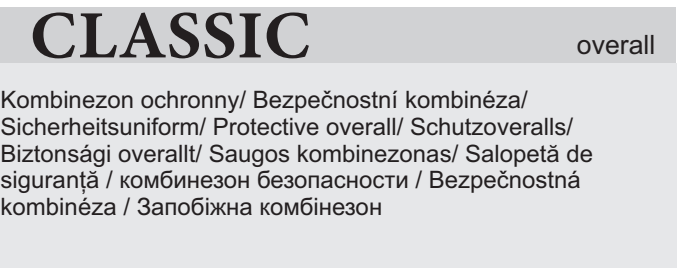 CLASSIC overall
Kombinezon ochronny/ Bezpečnostní kombinéza/
Sicherheitsuniform/ Protective overall/ Schutzoveralls/
Biztonsági overallt/ Saugos kombinezonas/ Salopetă de
siguranță / комбинезон безопасности / Bezpečnostná
kombinéza / Запобіжна комбінезон